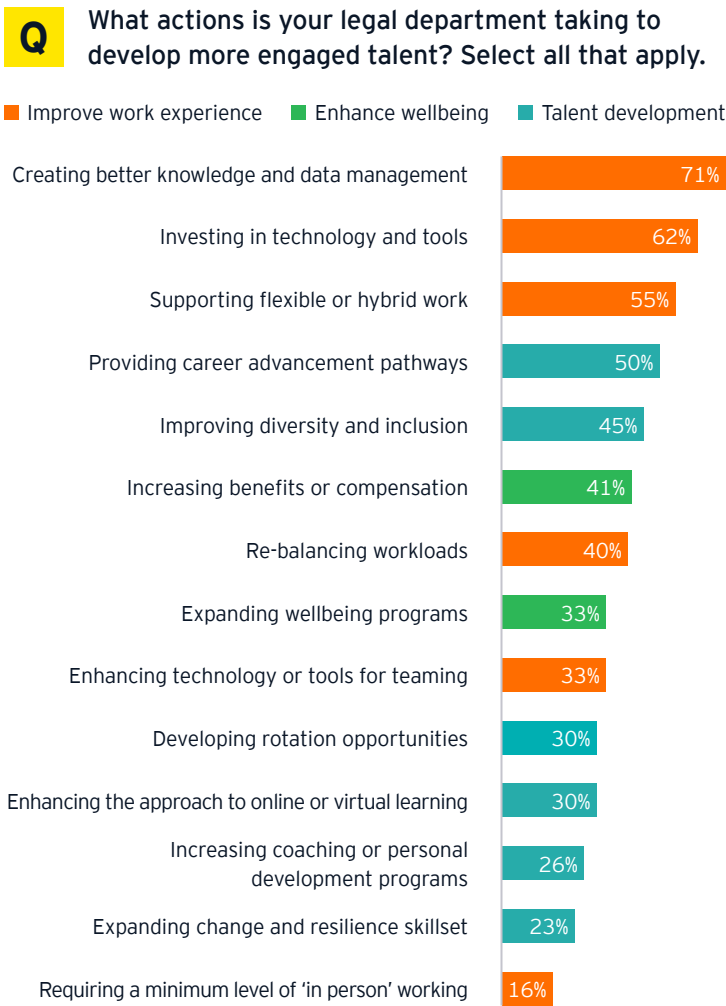 Q
What actions is your legal department taking to
develop more engaged talent? Select all that apply.
Improve work experience Enhance wellbeing Talent development
Creating better knowledge and data management 71%
Investing in technology and tools 62%
Supporting flexible or hybrid work 55%
Providing career advancement pathways 50%
Improving diversity and inclusion 45%
Increasing benefits or compensation 41%
Re-balancing workloads 40%
Expanding wellbeing programs 33%
Enhancing technology or tools for teaming 33%
Developing rotation opportunities 30%
Enhancing the approach to online or virtual learning 30%
Increasing coaching or personal
development programs 26%
Expanding change and resilience skillset 23%
Requiring a minimum level of ‘in person’ working 16%